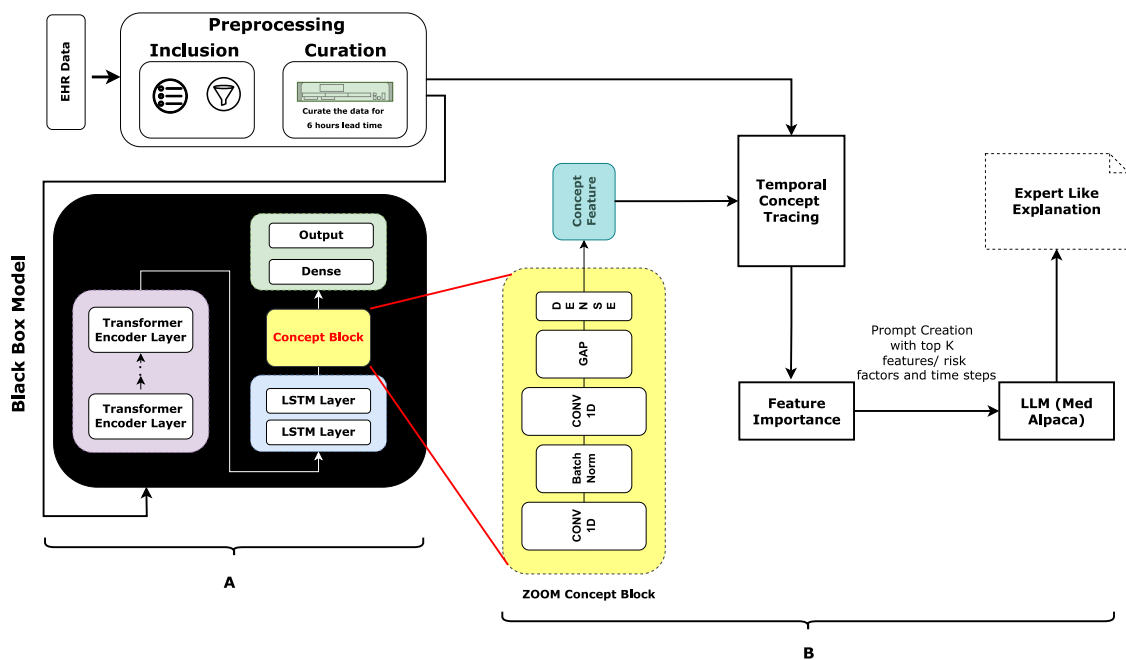 EHR Data
Preprocessing
Inclusion
Curation
Curate the data for
6 hours lead time
Black Box Model
Transformer
Encoder Layer
Transformer
Encoder Layer
Output
Dense
Concept Block
LSTM Layer
LSTM Layer
A
Concept
Feature
DENSE
GAP
CONV
1D
Batch
Norm
CONV
1D
ZOOM Concept Block
Temporal
Concept
Tracing
Feature
Importance
Prompt Creation
with top K
features/ risk
factors and time steps
LLM (Med
Alpaca)
Expert Like
Explanation
B